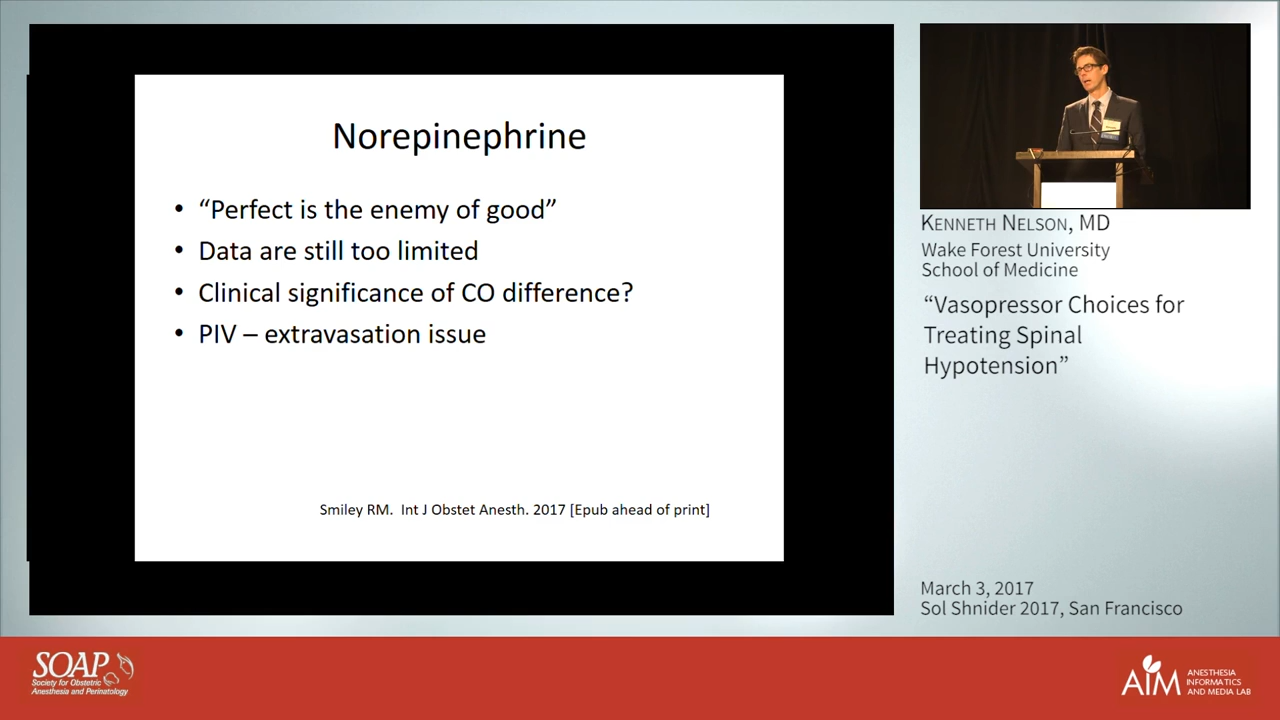 Norepinephrine
• “Perfect is the enemy of good”
• Data are still too limited
• Clinical significance of CO difference?
• PIV – extravasation issue
Smiley RM. Int J Obstet Anesth. 2017 [Epub ahead of print]
KENNETH NELSON, MD
Wake Forest University
School of Medicine
“Vasopressor Choices for
Treating Spinal
Hypotension”
March 3, 2017
Sol Shnider 2017, San Francisco
SOAP
Society for Obstetric
Anesthesia and Perinatology
AIM
ANESTHESIA
INFORMATICS
AND MEDIA LAB